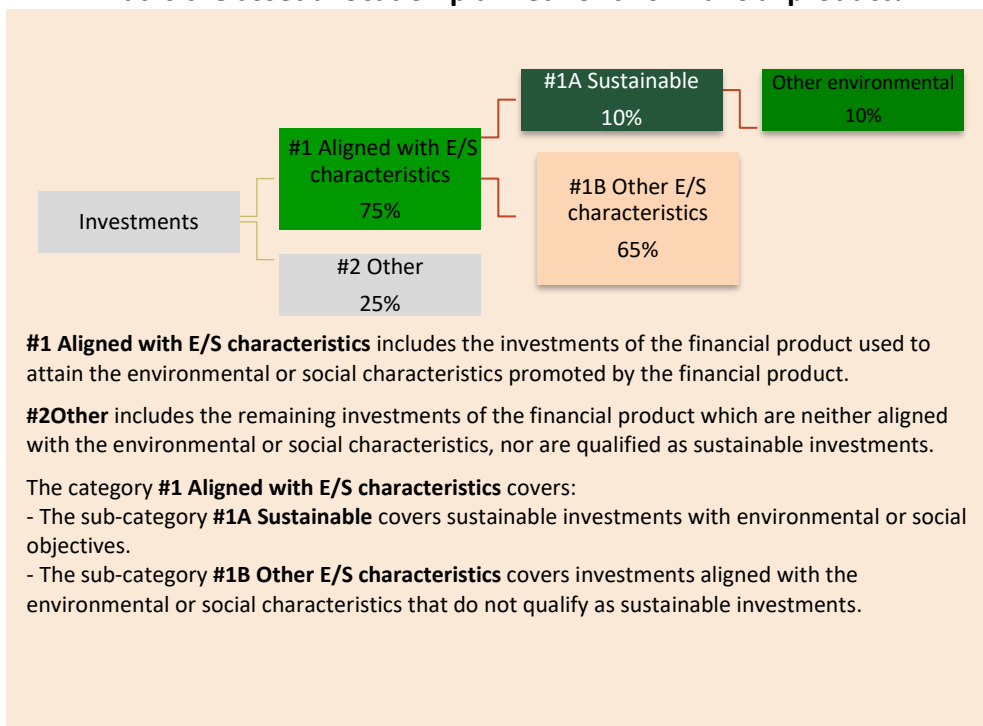 #1A Sustainable
10%
Other environmental
10%
#1 Aligned with E/S
characteristics
75%
#1B Other E/S
characteristics
65%
Investments
#2 Other
25%
#1 Aligned with E/S characteristics includes the investments of the financial product used to
attain the environmental or social characteristics promoted by the financial product.
#2Other includes the remaining investments of the financial product which are neither aligned
with the environmental or social characteristics, nor are qualified as sustainable investments.
The category #1 Aligned with E/S characteristics covers:
- The sub-category #1A Sustainable covers sustainable investments with environmental or social
objectives.
- The sub-category #1B Other E/S characteristics covers investments aligned with the
environmental or social characteristics that do not qualify as sustainable investments.